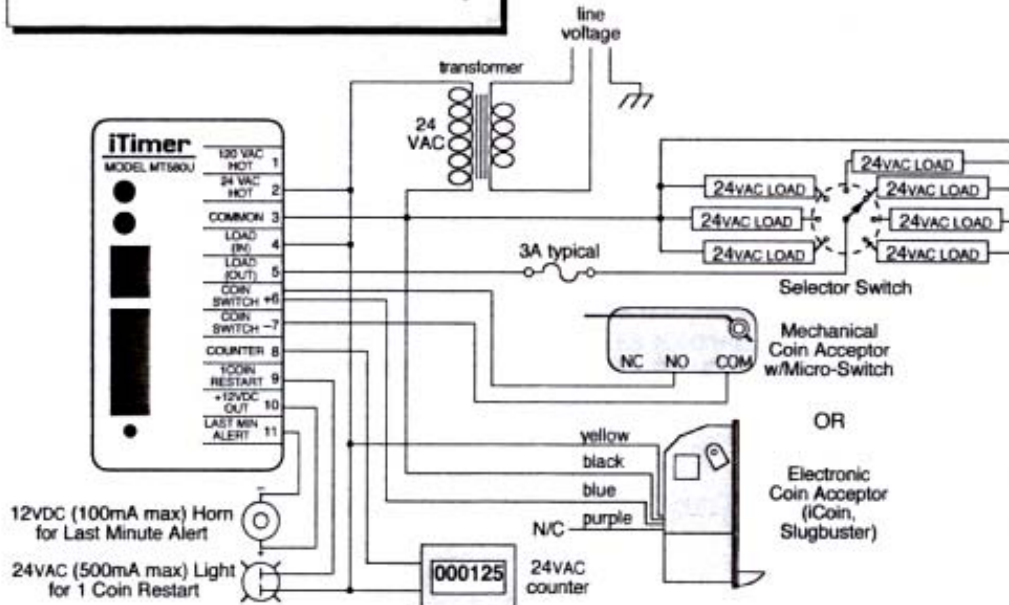 line
voltage
transformer
24
VAC
iTimer
MODEL MT580U
120 VAC
HOT 1
24 VAC
HOT 2
COMMON 3
LOAD
(IN) 4
LOAD
(OUT) 5
COIN
SWITCH +6
COIN
SWITCH –7
COUNTER 8
1COIN
RESTART 9
+12VDC
OUT 10
LAST MIN
ALERT 11
24VAC LOAD
24VAC LOAD
24VAC LOAD
24VAC LOAD
24VAC LOAD
24VAC LOAD
24VAC LOAD
3A typical
Selector Switch
NC NO COM
Mechanical
Coin Acceptor
w/Micro-Switch
OR
yellow
black
blue
purple
N/C
Electronic
Coin Acceptor
(iCoin,
Slugbuster)
–
12VDC (100mA max) Horn
for Last Minute Alert
+
24VAC (500mA max) Light
for 1 Coin Restart
000125
24VAC
counter